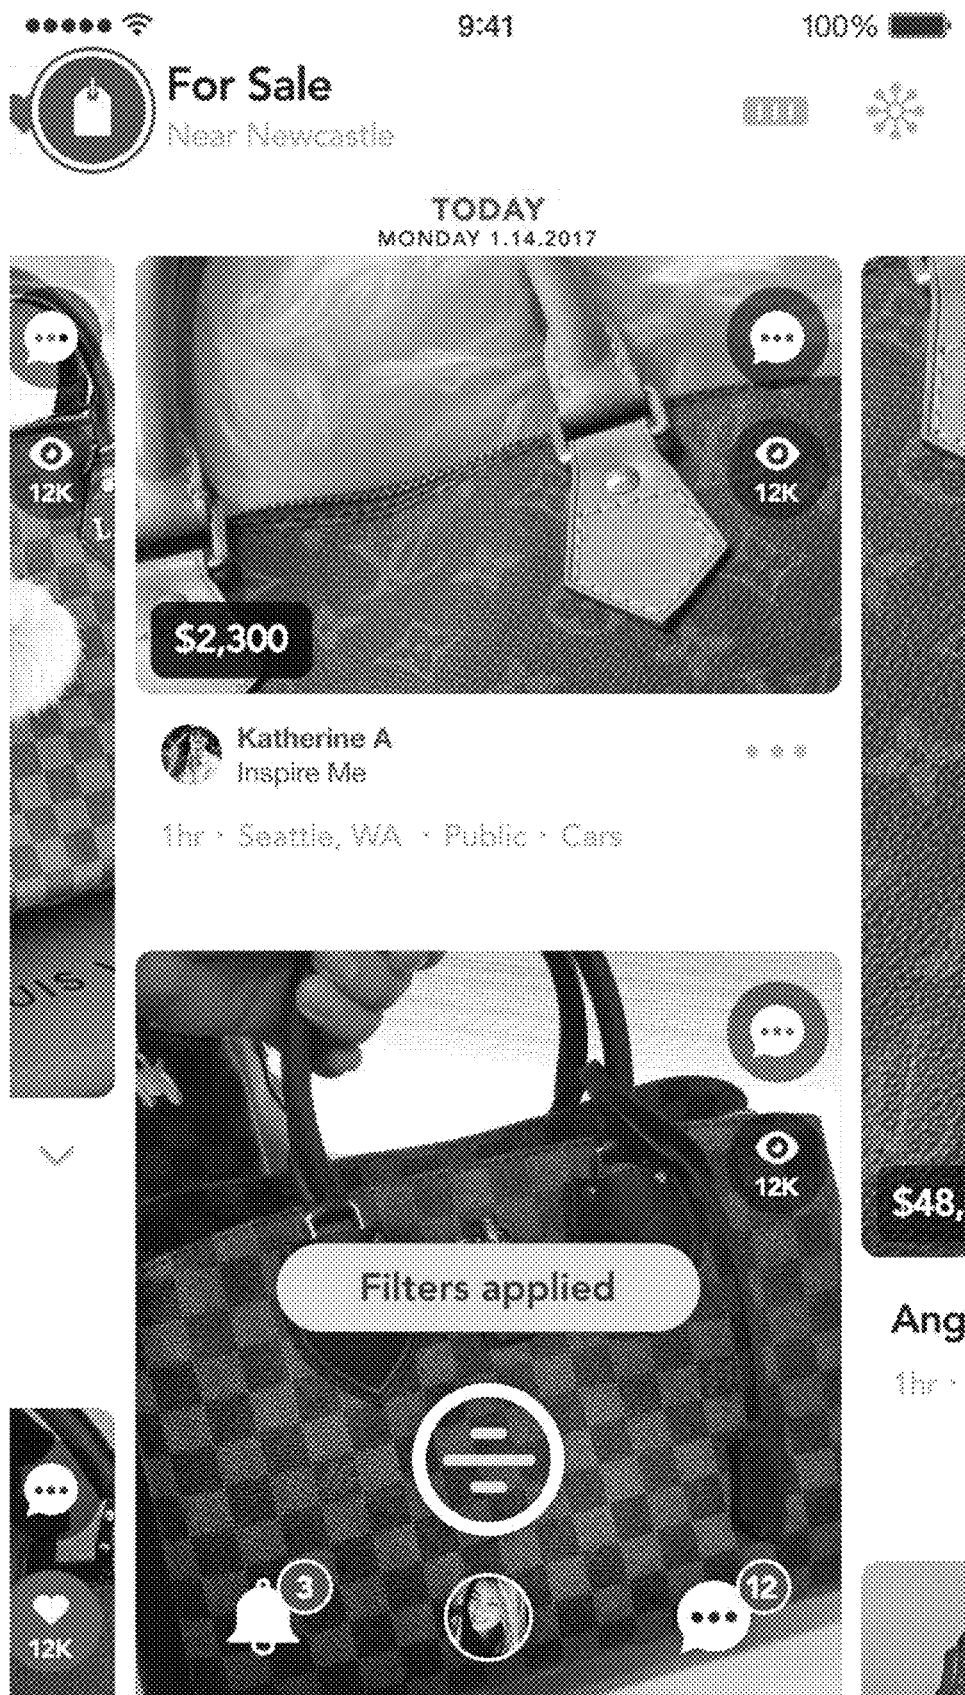 9:41
100%
For Sale
Near Newcastle
TODAY
MONDAY 1.14.2017
12K
12K
$2,300
Katherine A
Inspire Me
1hr · Seattle, WA · Public · Cars
12K
$48,
Filters applied
Ang
1hr ·
3
12
12K